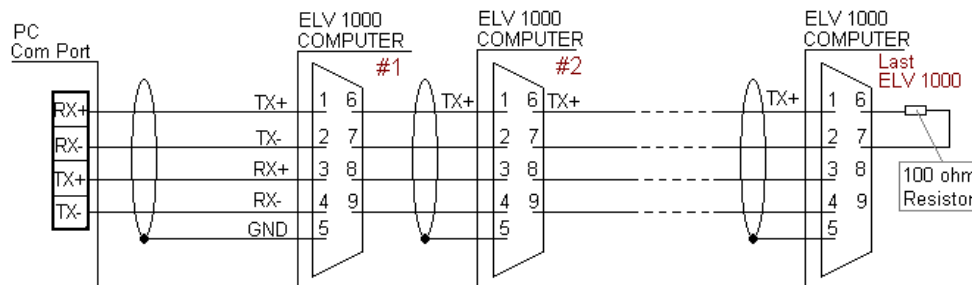 PC
Com Port
ELV 1000
COMPUTER
#1
ELV 1000
COMPUTER
#2
ELV 1000
COMPUTER
Last
ELV 1000
RX+ TX+ 1 6 TX+ 1 6 TX+ TX+ 1 6
RX- TX- 2 7 2 7 2 7
TX+ RX+ 3 8 3 8 3 8
TX- RX- 4 9 4 9 4 9
GND 5 5 5
100 ohm
Resistor